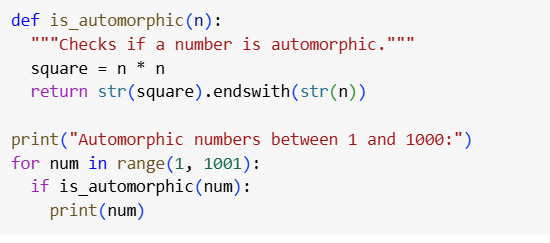 def is_automorphic(n):
  """Checks if a number is automorphic."""
  square = n * n
  return str(square).endswith(str(n))

print("Automorphic numbers between 1 and 1000:")
for num in range(1, 1001):
  if is_automorphic(num):
    print(num)